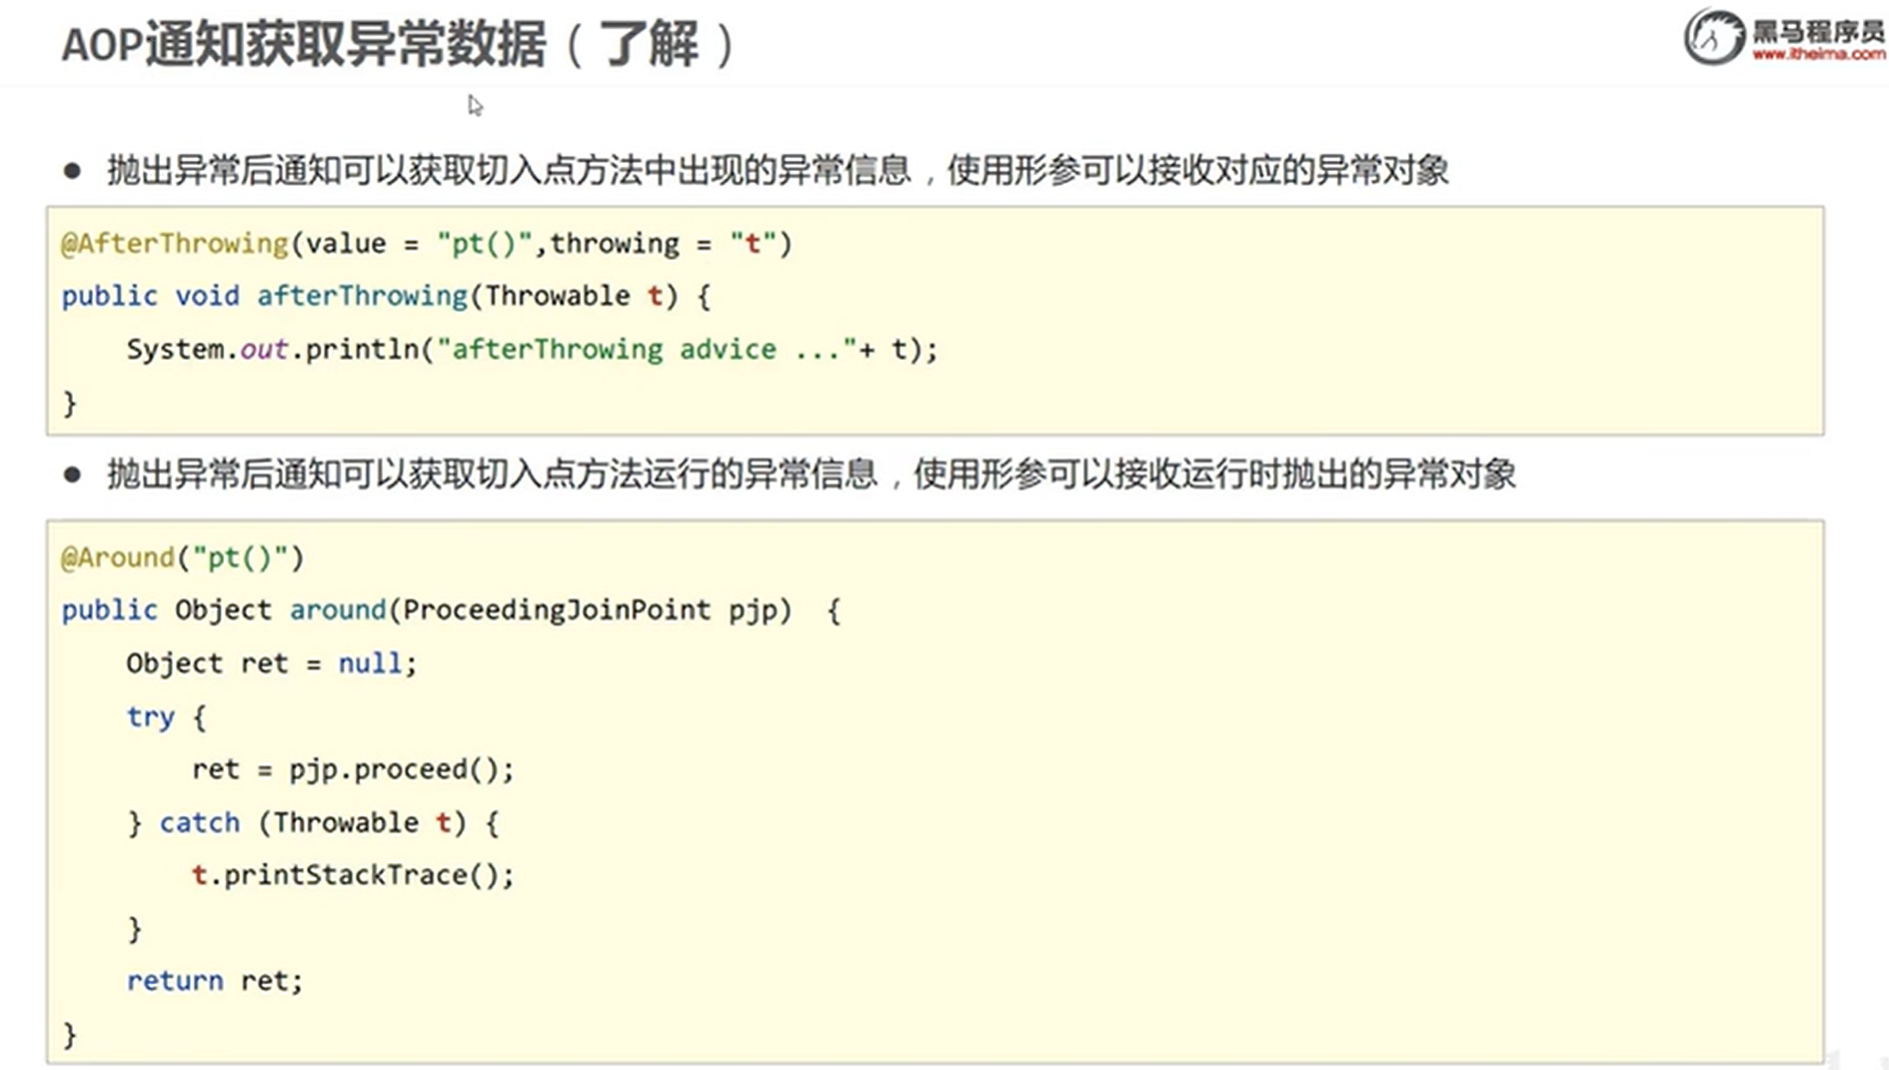 AOP通知获取异常数据（了解）
黑马程序员
www.itheima.com
● 抛出异常后通知可以获取切入点方法中出现的异常信息，使用形参可以接收对应的异常对象
@AfterThrowing(value = "pt()",throwing = "t")
public void afterThrowing(Throwable t) {
    System.out.println("afterThrowing advice ..."+ t);
}
● 抛出异常后通知可以获取切入点方法运行的异常信息，使用形参可以接收运行时抛出的异常对象
@Around("pt()")
public Object around(ProceedingJoinPoint pjp)  {
    Object ret = null;
    try {
        ret = pjp.proceed();
    } catch (Throwable t) {
        t.printStackTrace();
    }
    return ret;
}